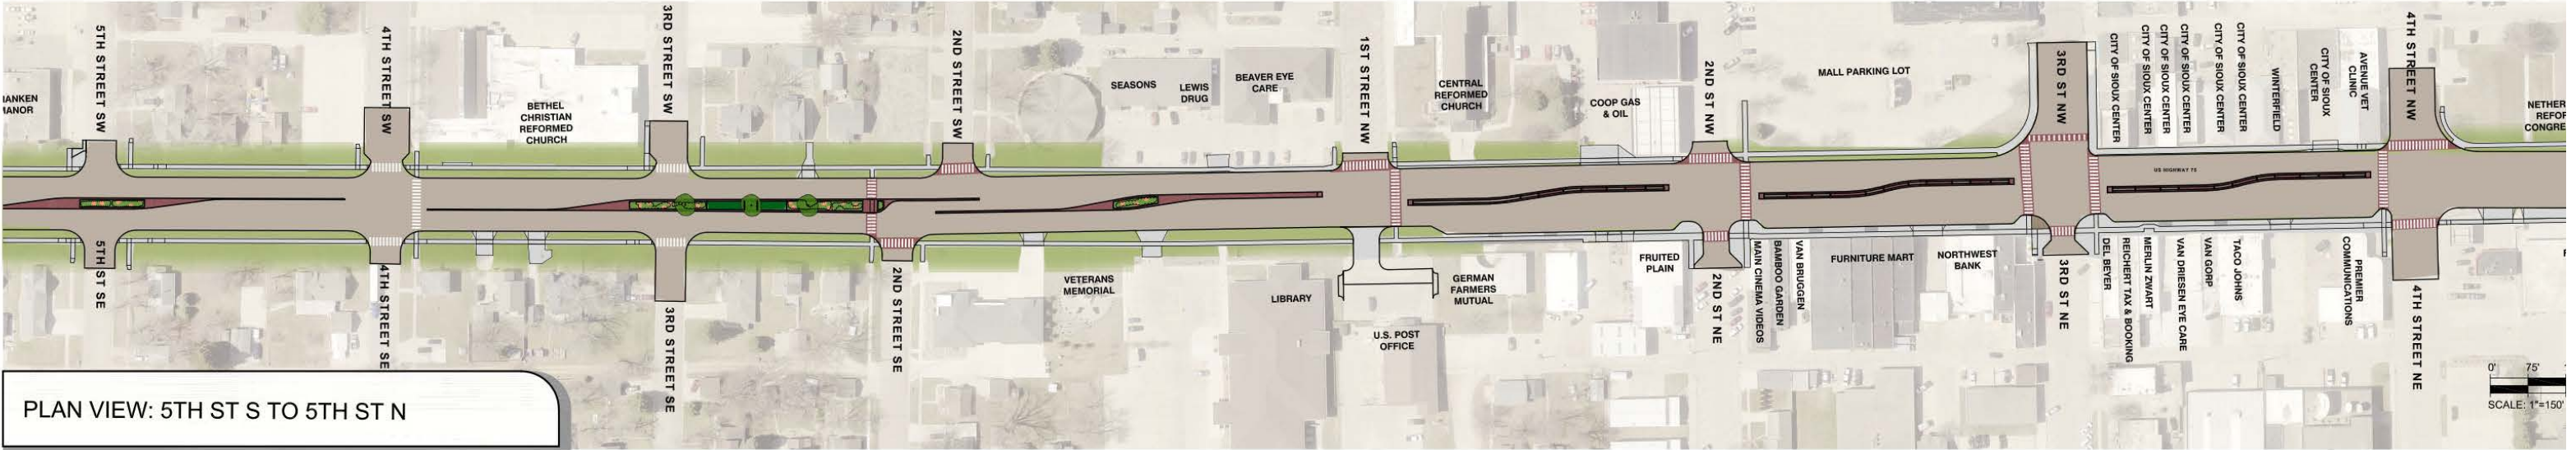 5TH STREET SW
4TH STREET SW
3RD STREET SW
2ND STREET SW
1ST STREET NW
2ND ST NW
3RD ST NW
4TH STREET NW
HANKEN
MANOR
BETHEL
CHRISTIAN
REFORMED
CHURCH
SEASONS
LEWIS
DRUG
BEAVER EYE
CARE
CENTRAL
REFORMED
CHURCH
COOP GAS
& OIL
MALL PARKING LOT
CITY OF SIOUX CENTER
CITY OF SIOUX CENTER
CITY OF SIOUX CENTER
CITY OF SIOUX CENTER
CITY OF SIOUX CENTER
CITY OF SIOUX CENTER
WINTERFIELD
CITY OF SIOUX
CENTER
AVENUE VET
CLINIC
NETHER
REFOR
CONGRE
US HIGHWAY 75
5TH ST SE
4TH STREET SE
3RD STREET SE
2ND STREET SE
VETERANS
MEMORIAL
LIBRARY
U.S. POST
OFFICE
GERMAN
FARMERS
MUTUAL
FRUITED
PLAIN
2ND ST NE
MAIN CINEMA VIDEOS
BAMBOO GARDEN
VAN BRUGGEN
FURNITURE MART
NORTHWEST
BANK
3RD ST NE
DEL BEYER
REICHERT TAX & BOOKING
MERLIN ZWART
VAN DRIESEN EYE CARE
VAN GORP
TACO JOHNS
PREMIER
COMMUNICATIONS
4TH STREET NE
0' 75'
SCALE: 1"=150'
PLAN VIEW: 5TH ST S TO 5TH ST N